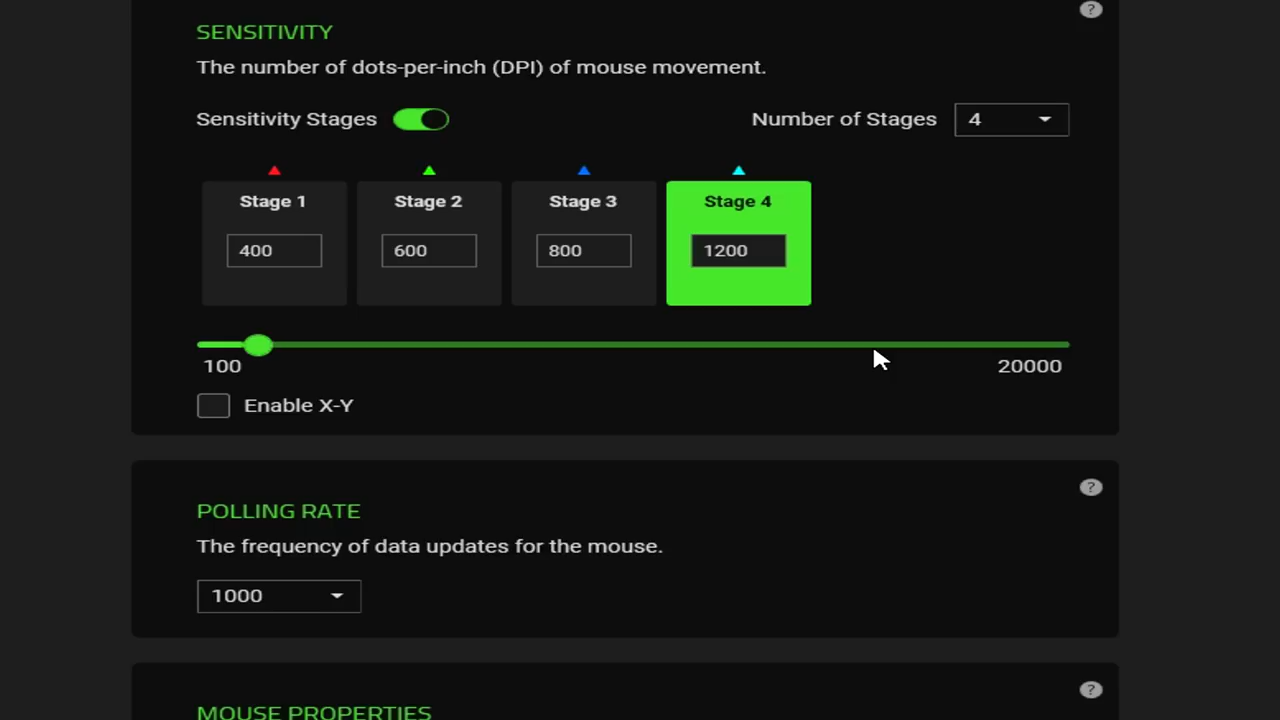 ?
SENSITIVITY
The number of dots-per-inch (DPI) of mouse movement.
Sensitivity Stages Number of Stages 4
Stage 1 Stage 2 Stage 3 Stage 4
400 600 800 1200
100 20000
Enable X-Y
?
POLLING RATE
The frequency of data updates for the mouse.
1000
?
MOUSE PROPERTIES